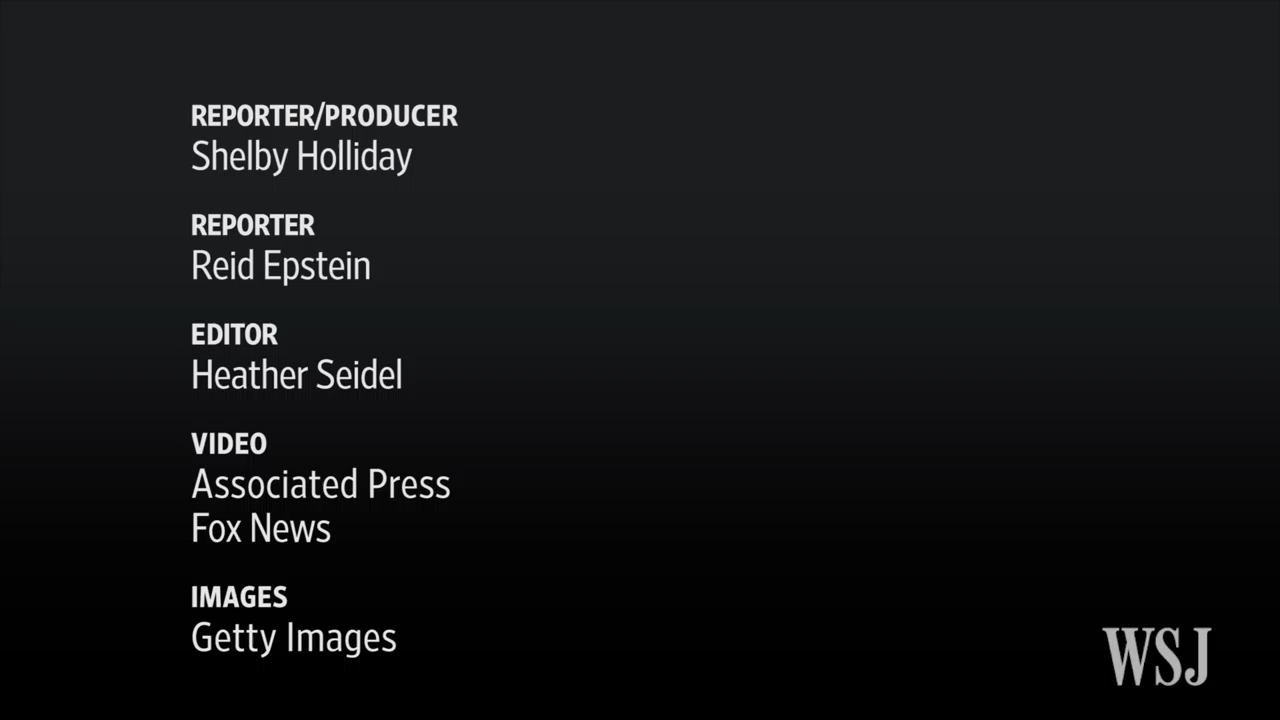 REPORTER/PRODUCER
Shelby Holliday
REPORTER
Reid Epstein
EDITOR
Heather Seidel
VIDEO
Associated Press
Fox News
IMAGES
Getty Images
WSJ